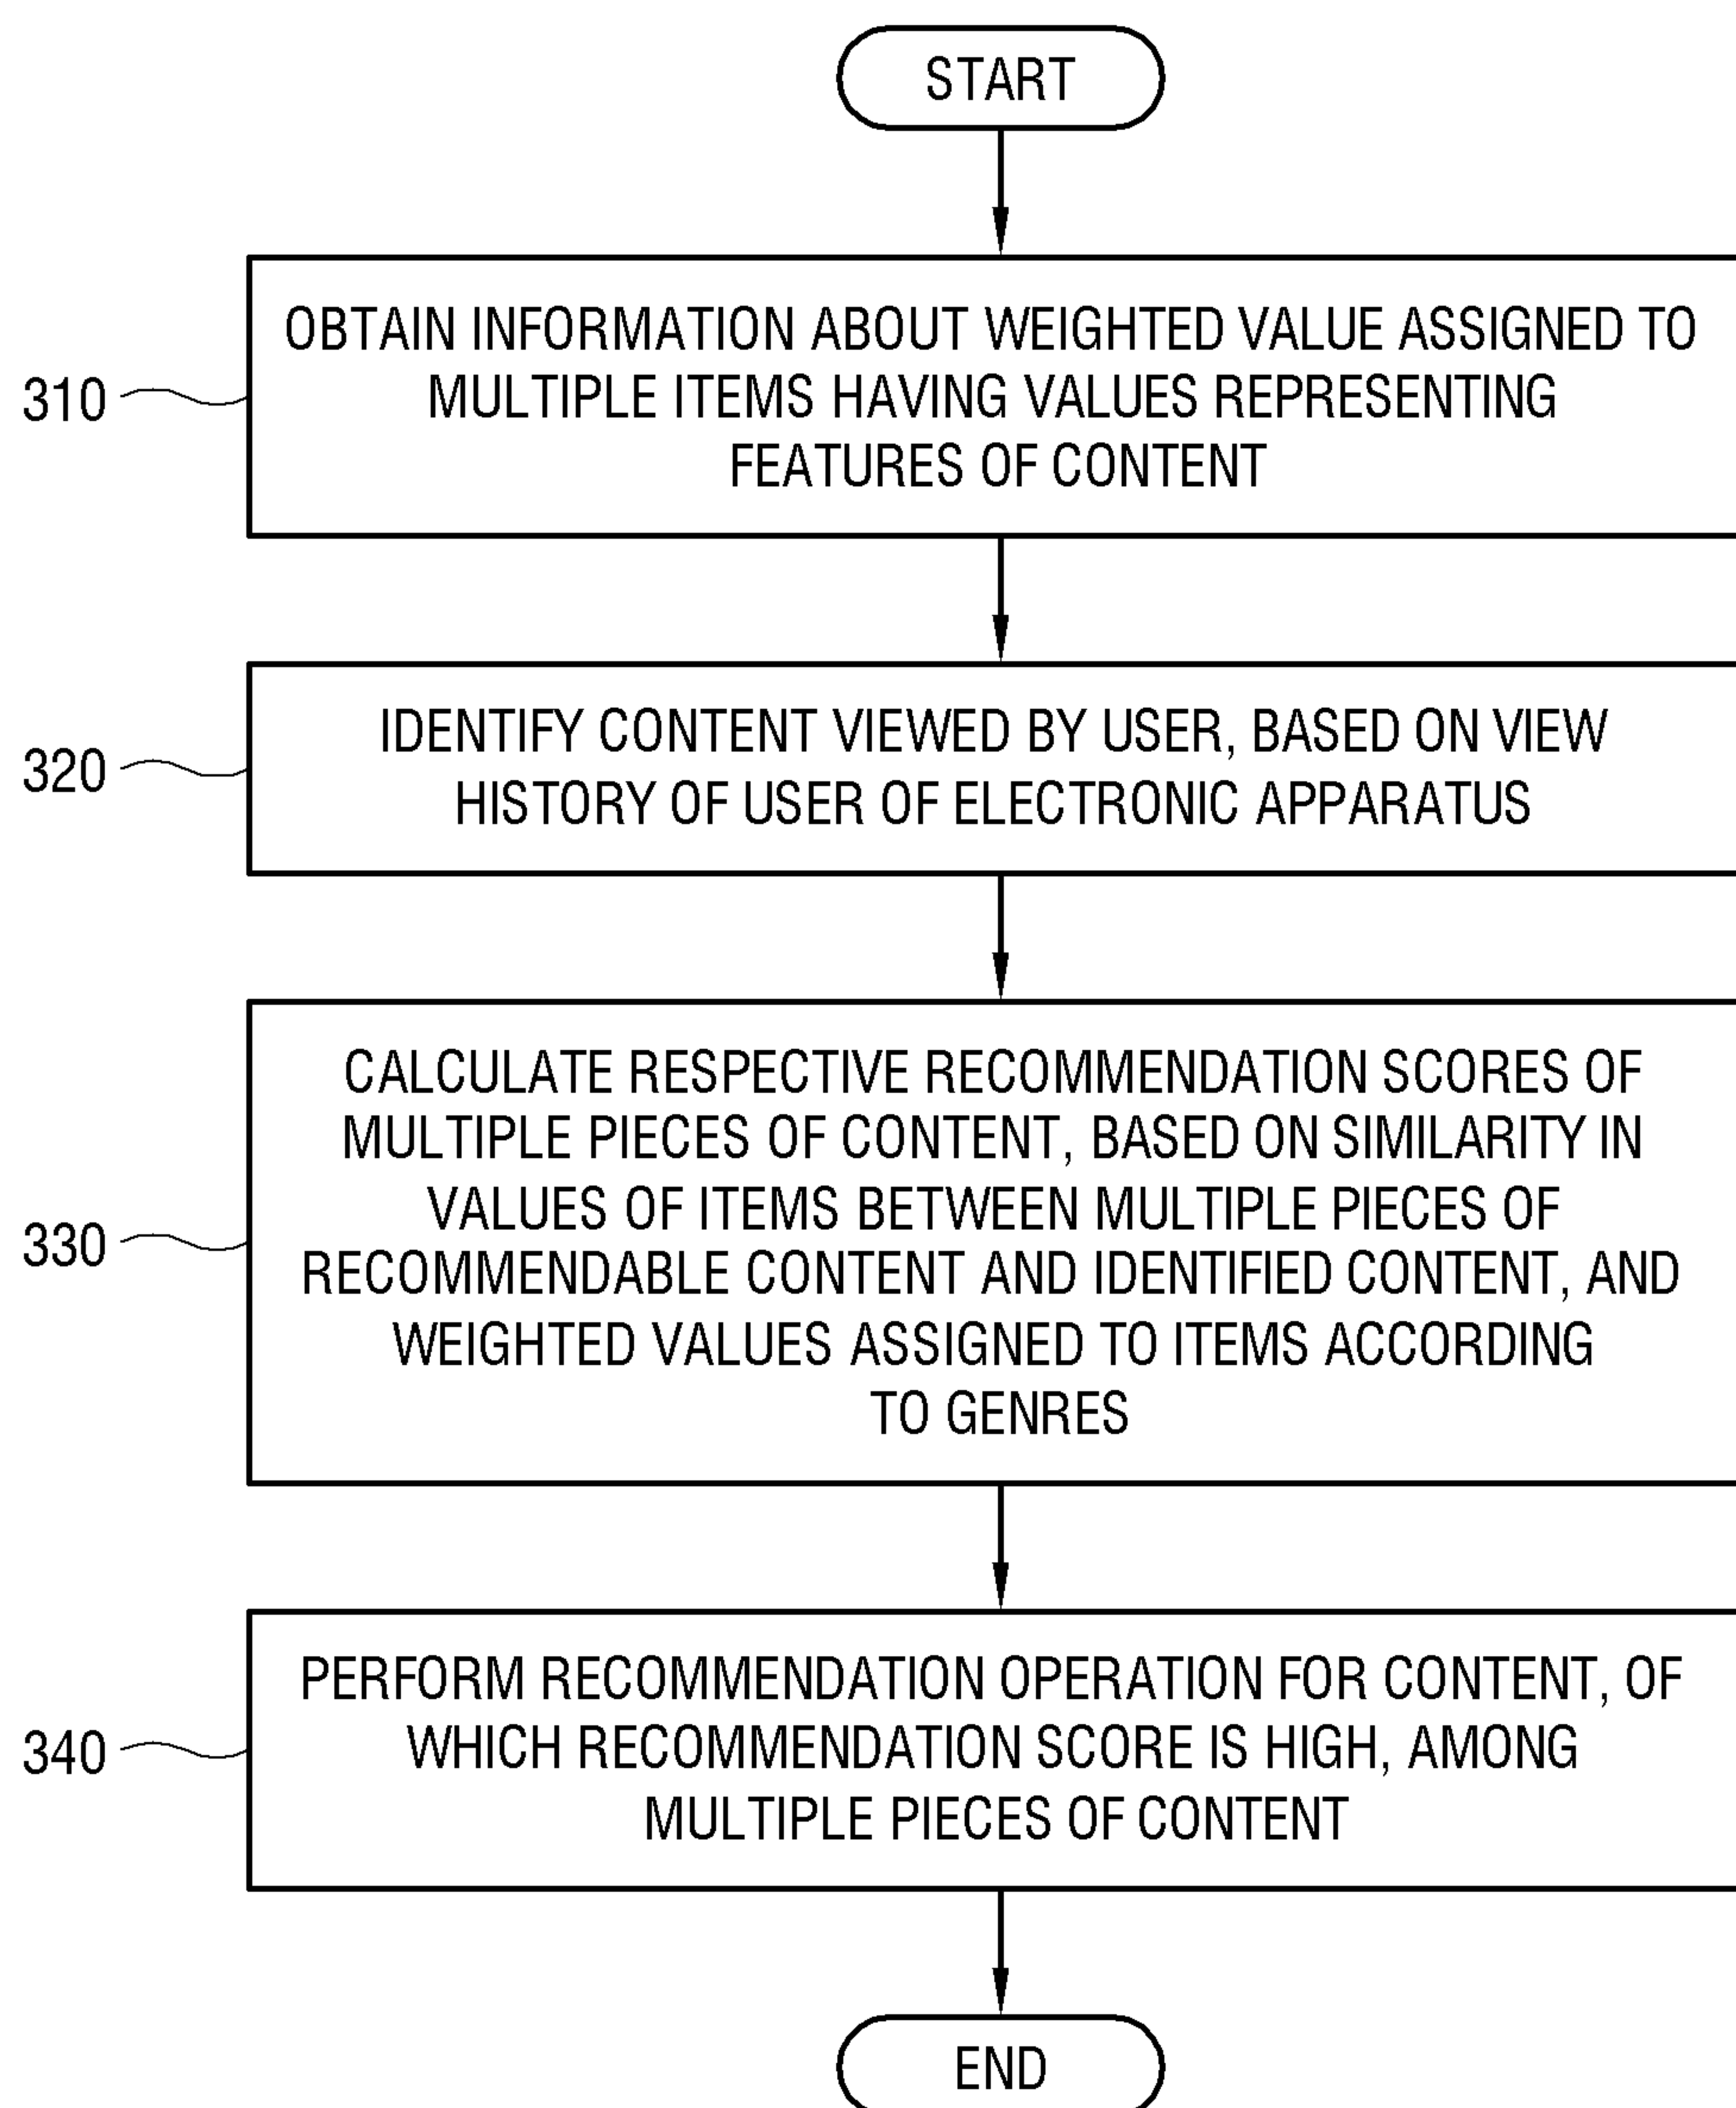 START
310
OBTAIN INFORMATION ABOUT WEIGHTED VALUE ASSIGNED TO
MULTIPLE ITEMS HAVING VALUES REPRESENTING
FEATURES OF CONTENT
320
IDENTIFY CONTENT VIEWED BY USER, BASED ON VIEW
HISTORY OF USER OF ELECTRONIC APPARATUS
330
CALCULATE RESPECTIVE RECOMMENDATION SCORES OF
MULTIPLE PIECES OF CONTENT, BASED ON SIMILARITY IN
VALUES OF ITEMS BETWEEN MULTIPLE PIECES OF
RECOMMENDABLE CONTENT AND IDENTIFIED CONTENT, AND
WEIGHTED VALUES ASSIGNED TO ITEMS ACCORDING
TO GENRES
340
PERFORM RECOMMENDATION OPERATION FOR CONTENT, OF
WHICH RECOMMENDATION SCORE IS HIGH, AMONG
MULTIPLE PIECES OF CONTENT
END